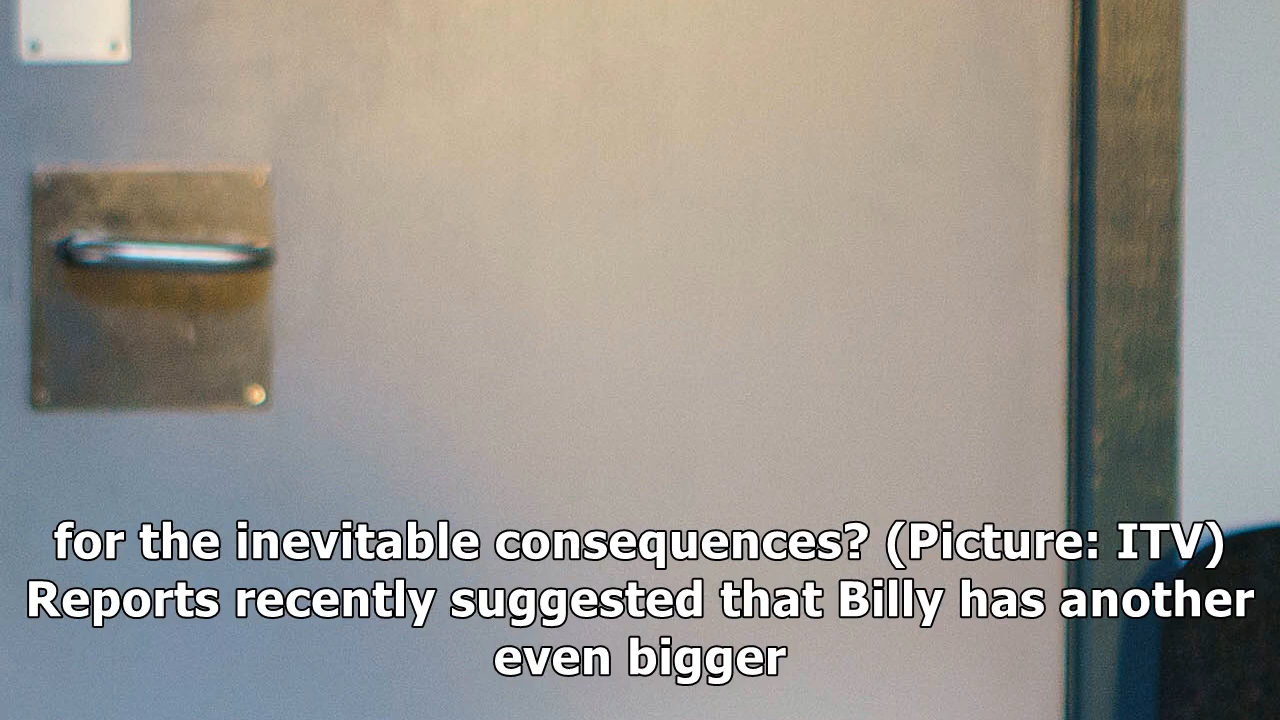 for the inevitable consequences? (Picture: ITV)
Reports recently suggested that Billy has another
even bigger